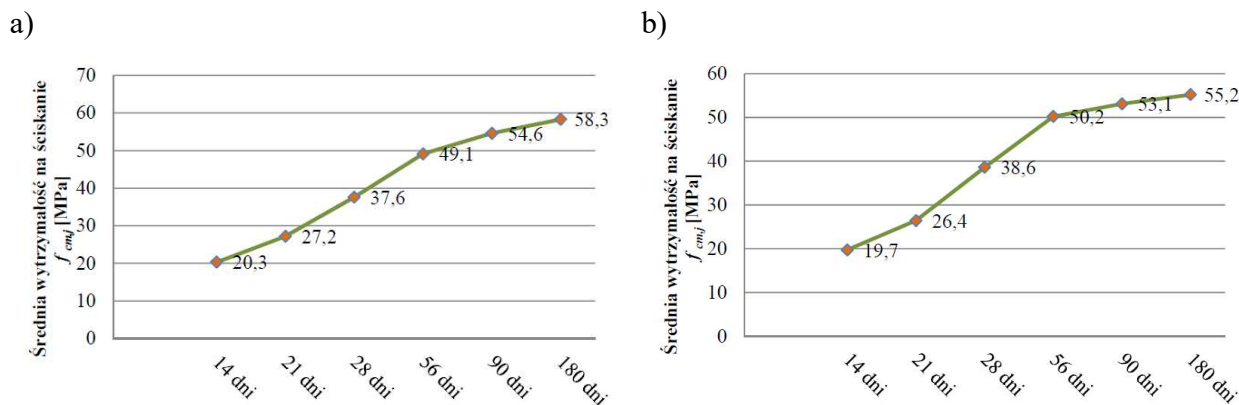 a)
Średnia wytrzymałość na ściskanie
f cm,j [MPa]
70
60
50
40
30
20
10
0
20,3
27,2
37,6
49,1
54,6
58,3
14 dni
21 dni
28 dni
56 dni
90 dni
180 dni
b)
Średnia wytrzymałość na ściskanie
f cm,j [MPa]
60
50
40
30
20
10
0
19,7
26,4
38,6
50,2
53,1
55,2
14 dni
21 dni
28 dni
56 dni
90 dni
180 dni